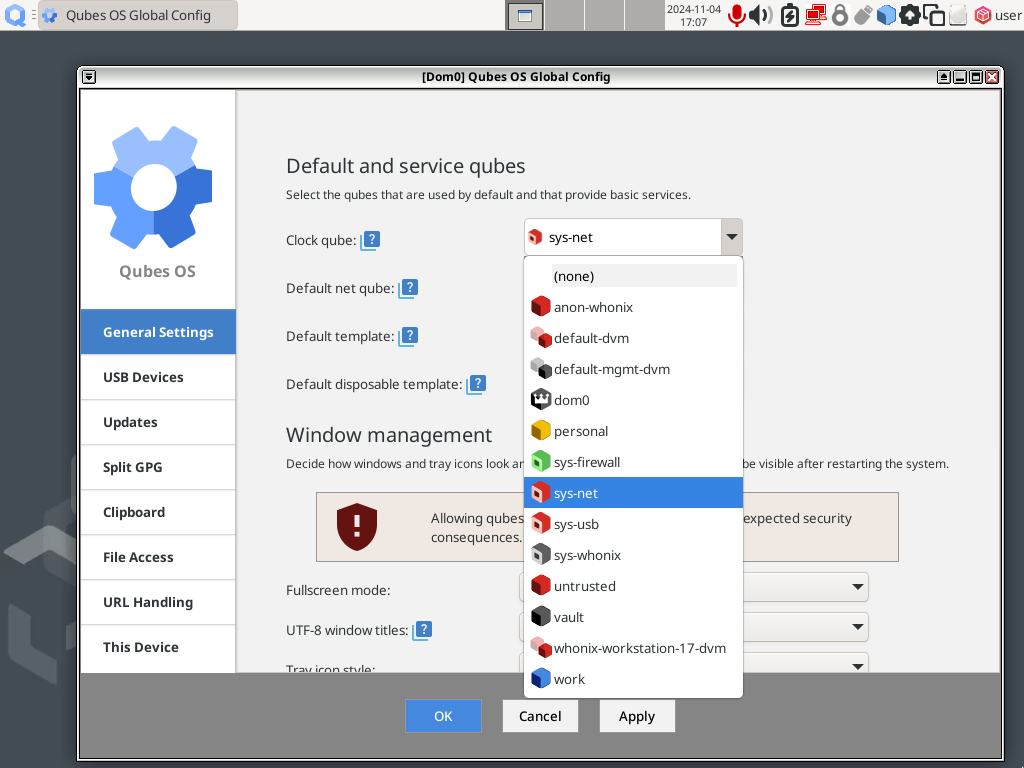 Qubes OS Global Config
2024-11-04
17:07
user
[Dom0] Qubes OS Global Config
Qubes OS
General Settings
USB Devices
Updates
Split GPG
Clipboard
File Access
URL Handling
This Device
Default and service qubes
Select the qubes that are used by default and that provide basic services.
Clock qube: ?
sys-net
Default net qube: ?
Default template: ?
Default disposable template: ?
(none)
anon-whonix
default-dvm
default-mgmt-dvm
dom0
personal
sys-firewall
sys-net
sys-usb
sys-whonix
untrusted
vault
whonix-workstation-17-dvm
work
Window management
Decide how windows and tray icons look be visible after restarting the system.
Allowing qubes expected security
consequences.
Fullscreen mode:
UTF-8 window titles: ?
Tray icon style:
OK
Cancel
Apply